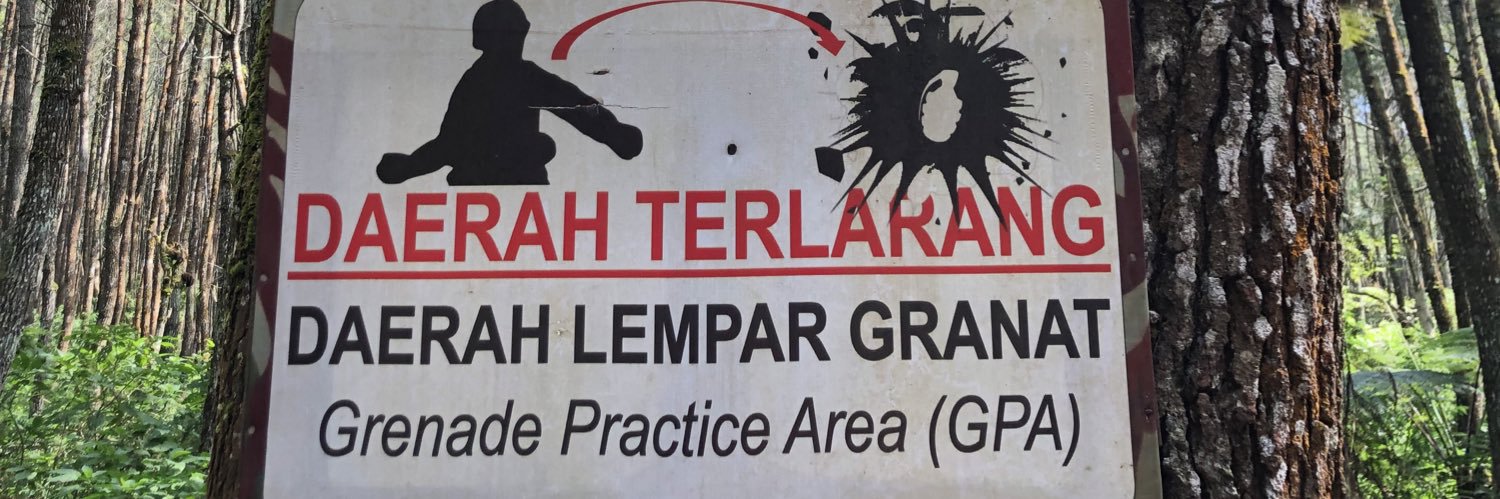 DAERAH TERLARANG
DAERAH LEMPAR GRANAT
Grenade Practice Area (GPA)